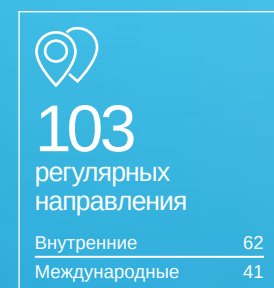 103
регулярных
направления
Внутренние 62
Международные 41